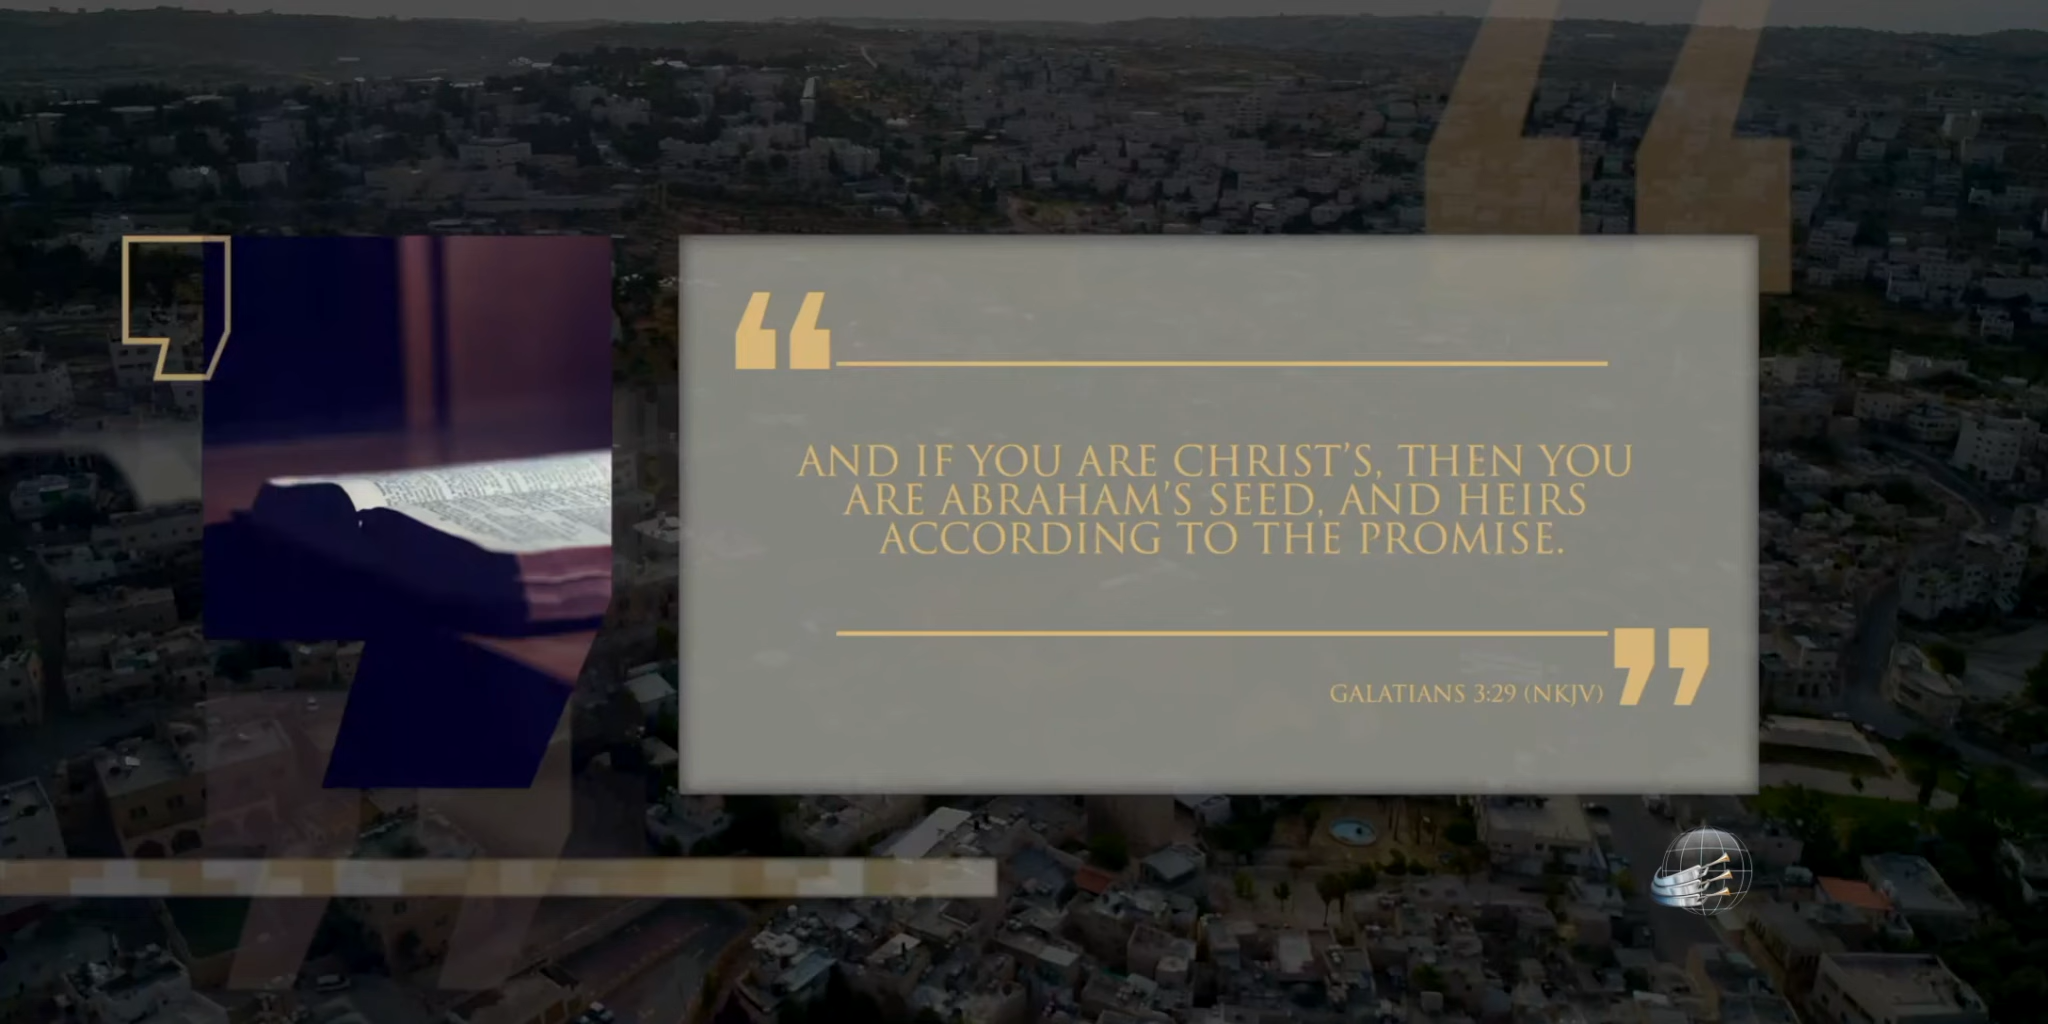 “
AND IF YOU ARE CHRIST’S, THEN YOU
ARE ABRAHAM’S SEED, AND HEIRS
ACCORDING TO THE PROMISE.
”
GALATIANS 3:29 (NKJV)